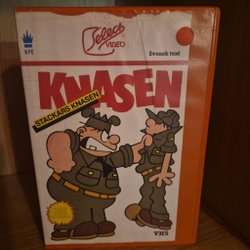 Select
VIDEO
KFS
Svensk text
KNASEN
STACKARS KNASEN
VHS